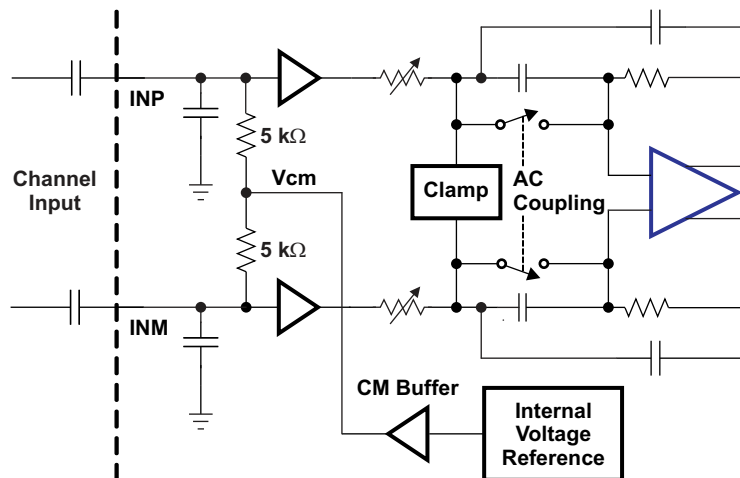 INP
5 kΩ
Channel
Input
Vcm
Clamp
AC
Coupling
5 kΩ
INM
CM Buffer
Internal
Voltage
Reference